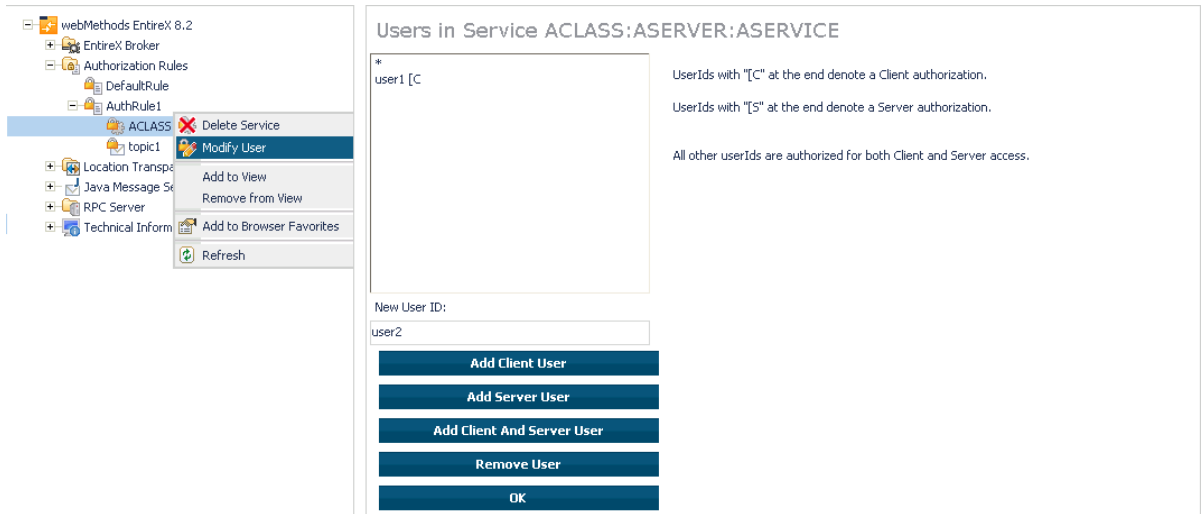 webMethods EntireX 8.2
EntireX Broker
Authorization Rules
DefaultRule
AuthRule1
ACLASS
topic1
Location Transpa
Java Message Se
RPC Server
Technical Inform
Delete Service
Modify User
Add to View
Remove from View
Add to Browser Favorites
Refresh
Users in Service ACLASS:ASERVER:ASERVICE
*
user1 [C
UserIds with "[C" at the end denote a Client authorization.
UserIds with "[S" at the end denote a Server authorization.
All other userIds are authorized for both Client and Server access.
New User ID:
user2
Add Client User
Add Server User
Add Client And Server User
Remove User
OK